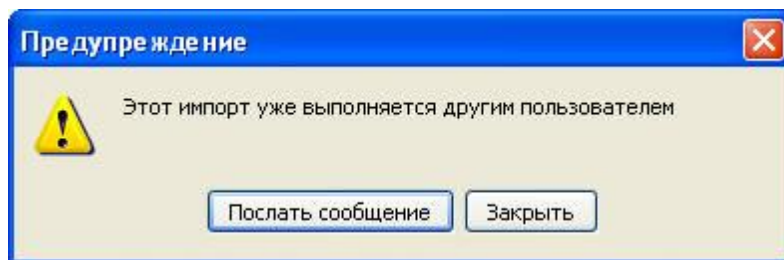 Предупреждение
Этот импорт уже выполняется другим пользователем
Послать сообщение
Закрыть